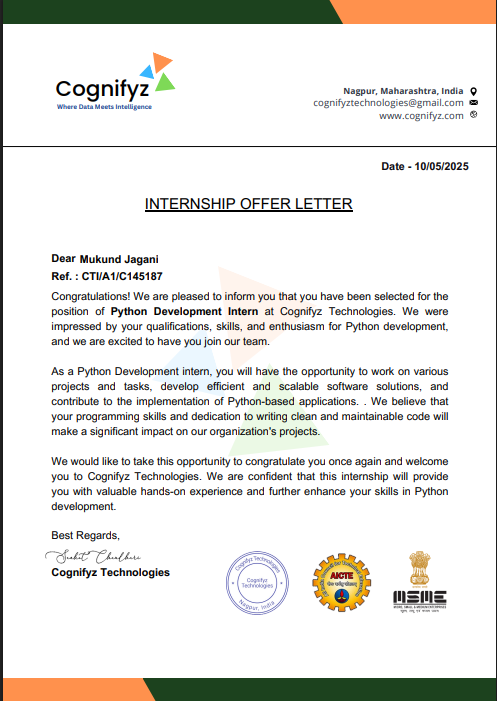 Cognifyz
Where Data Meets Intelligence
Nagpur, Maharashtra, India
cognifyztechnologies@gmail.com
www.cognifyz.com
Date - 10/05/2025
INTERNSHIP OFFER LETTER
Dear Mukund Jagani
Ref. : CTI/A1/C145187
Congratulations! We are pleased to inform you that you have been selected for the
position of Python Development Intern at Cognifyz Technologies. We were
impressed by your qualifications, skills, and enthusiasm for Python development,
and we are excited to have you join our team.
As a Python Development intern, you will have the opportunity to work on various
projects and tasks, develop efficient and scalable software solutions, and
contribute to the implementation of Python-based applications. . We believe that
your programming skills and dedication to writing clean and maintainable code will
make a significant impact on our organization's projects.
We would like to take this opportunity to congratulate you once again and welcome
you to Cognifyz Technologies. We are confident that this internship will provide
you with valuable hands-on experience and further enhance your skills in Python
development.
Best Regards,
Cognifyz Technologies
Cognifyz Technologies
Cognifyz
Technologies
Nagpur, India
AICTE
MSME
MICRO, SMALL & MEDIUM ENTERPRISES